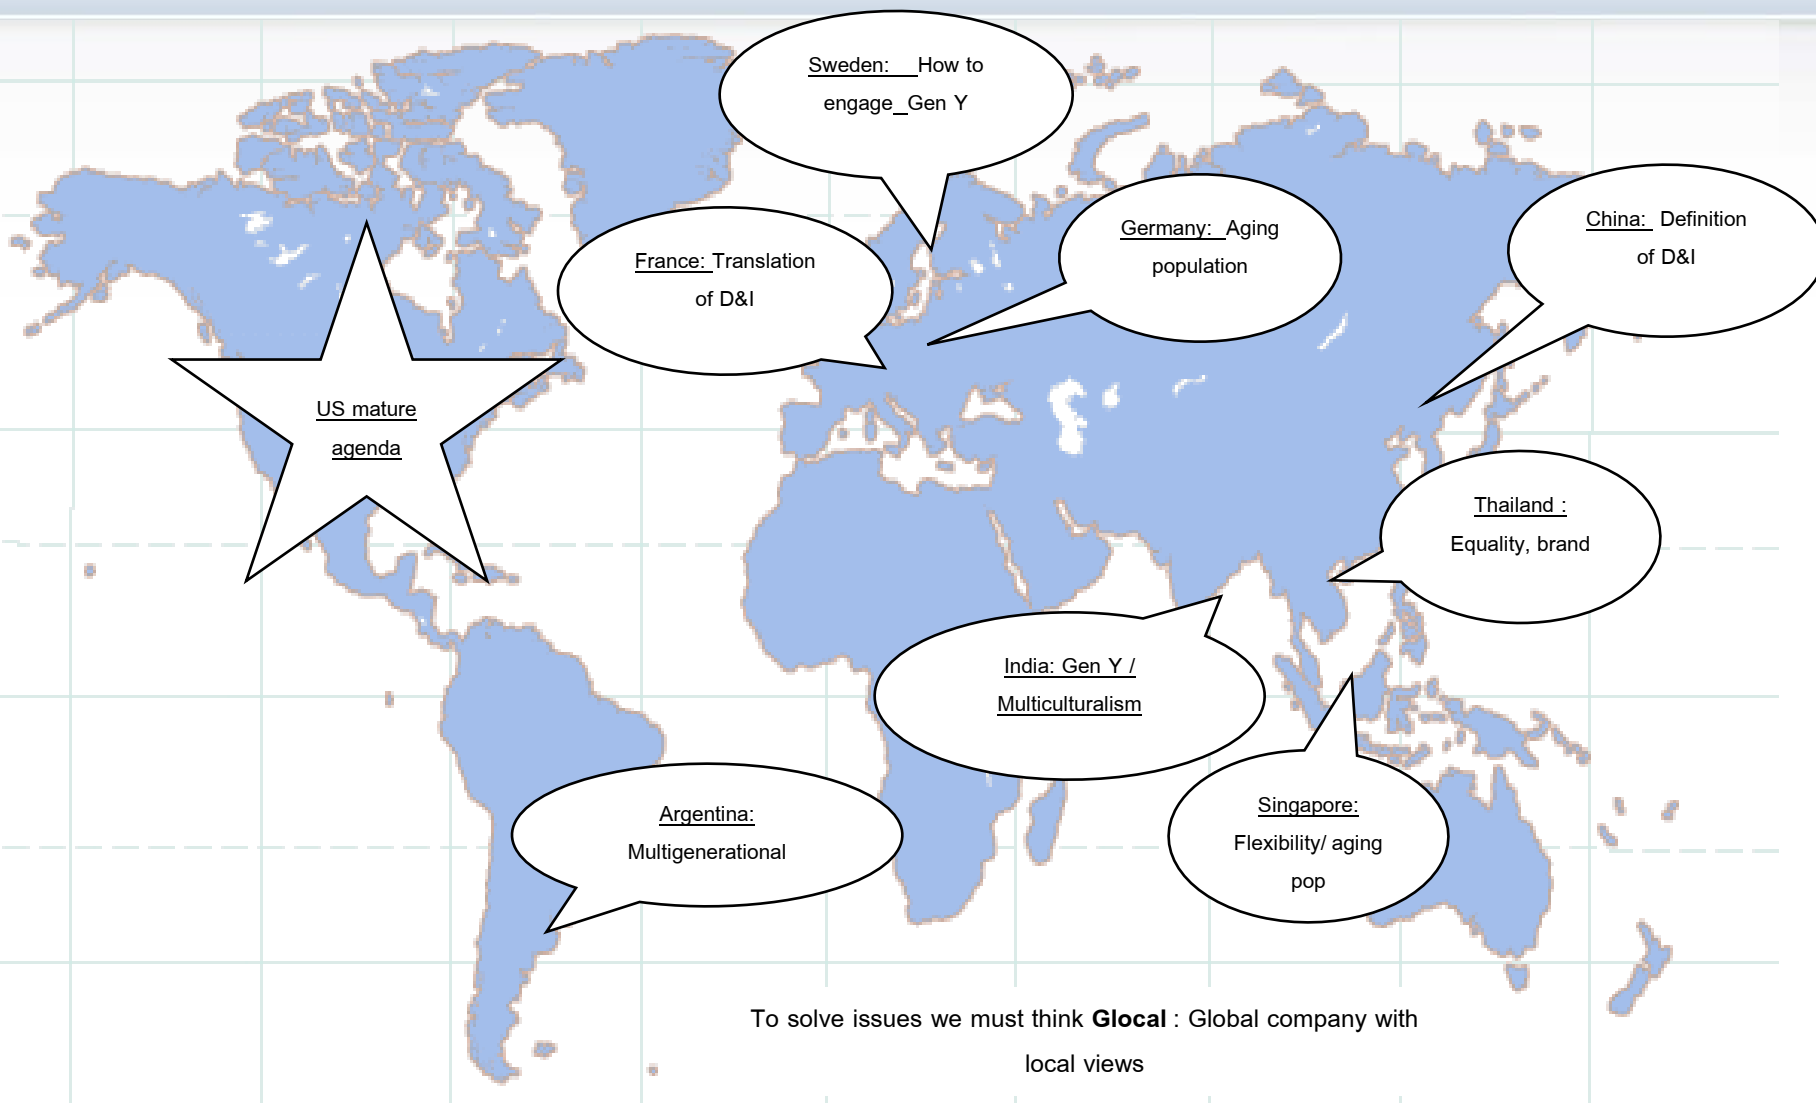 Sweden: How to
engage Gen Y
France: Translation
of D&I
Germany: Aging
population
China: Definition
of D&I
US mature
agenda
Thailand :
Equality, brand
India: Gen Y /
Multiculturalism
Argentina:
Multigenerational
Singapore:
Flexibility/ aging
pop
To solve issues we must think Glocal : Global company with
local views